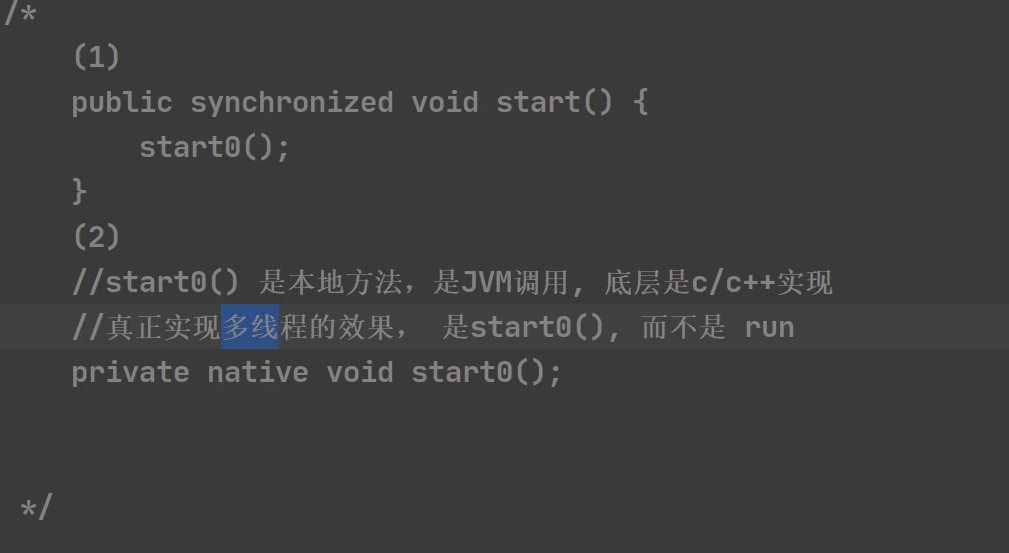 /*
(1)
public synchronized void start() {
start0();
}
(2)
//start0() 是本地方法，是JVM调用, 底层是c/c++实现
//真正实现多线程的效果， 是start0(), 而不是 run
private native void start0();
*/